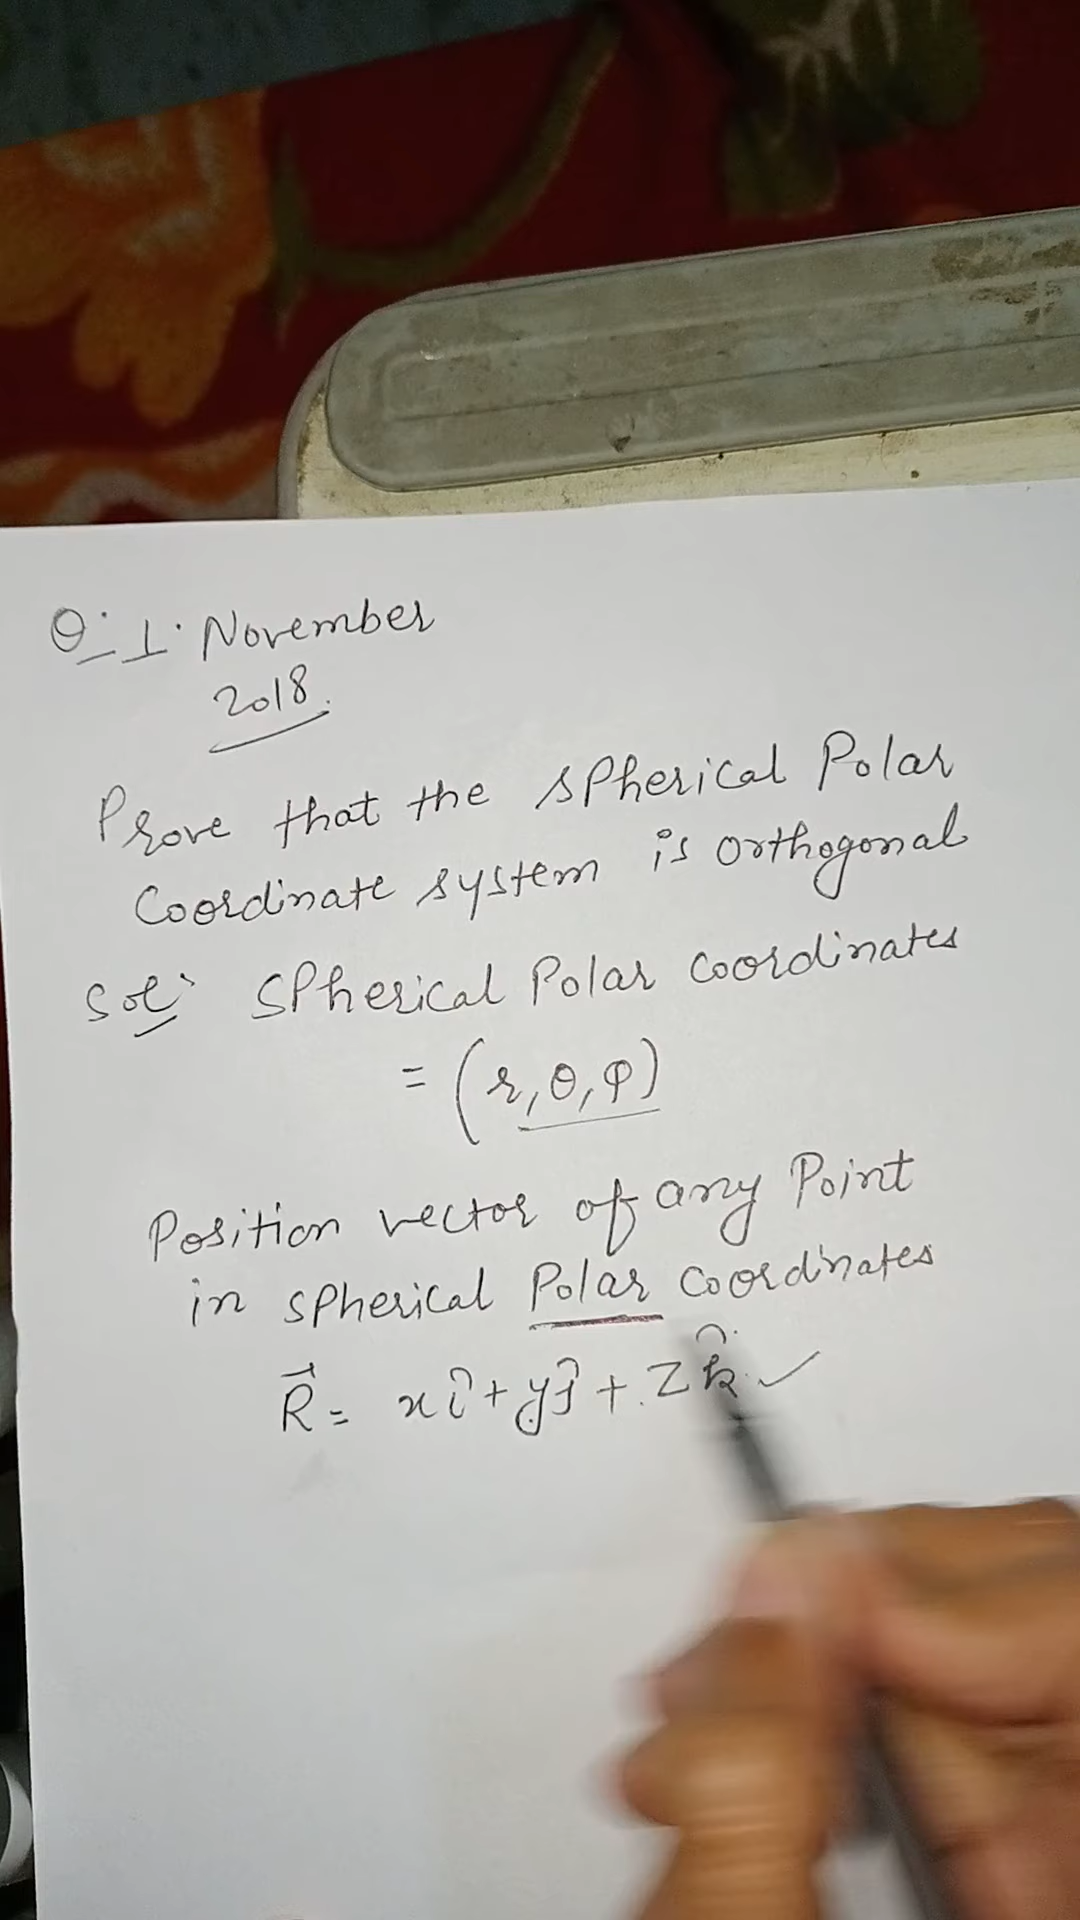 Q:- 1. November
2018.
Prove that the spherical Polar
Coordinate system is orthogonal
Sol: Spherical Polar coordinates
= (r, θ, φ)
Position vector of any Point
in spherical Polar coordinates
R⃗ = xî + yĵ + zk̂ ✓